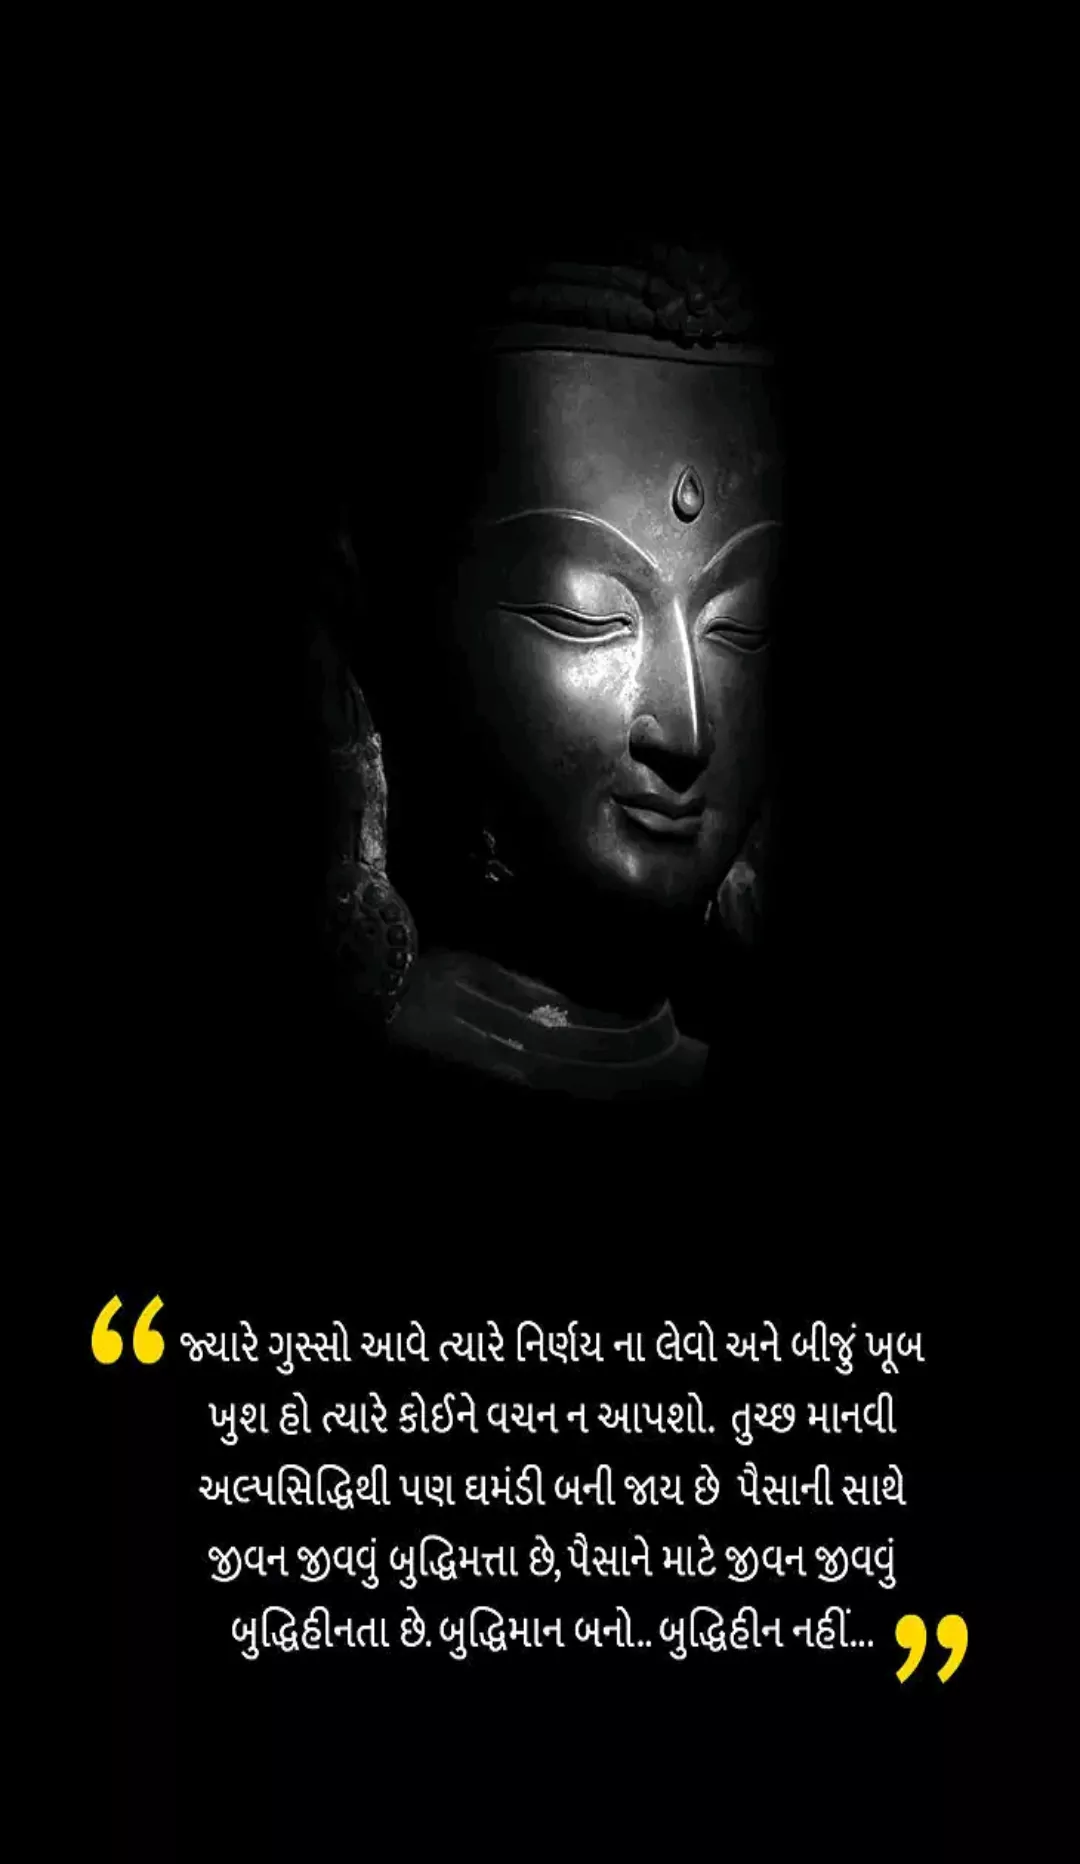 “ જ્યારે ગુસ્સો આવે ત્યારે નિર્ણય ના લેવો અને બીજું ખૂબ
ખુશ હો ત્યારે કોઈને વચન ન આપશો. તુચ્છ માનવી
અલ્પસિદ્ધિથી પણ ઘમંડી બની જાય છે પૈસાની સાથે
જીવન જીવવું બુદ્ધિમત્તા છે, પૈસાને માટે જીવન જીવવું
બુદ્ધિહીનતા છે. બુદ્ધિમાન બનો.. બુદ્ધિહીન નહીં... ”